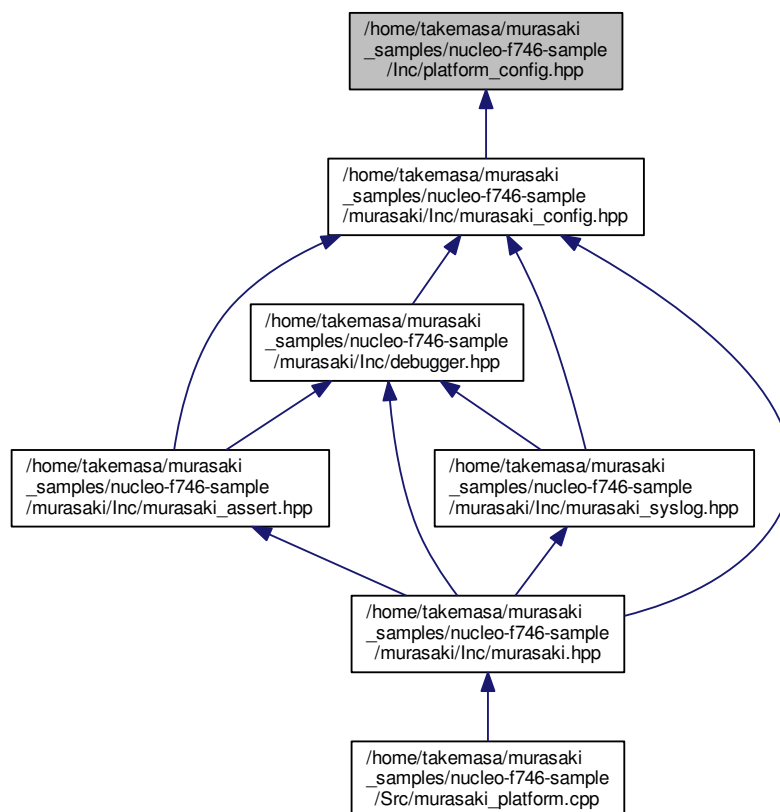 /home/takemasa/murasaki
_samples/nucleo-f746-sample
/Inc/platform_config.hpp
/home/takemasa/murasaki
_samples/nucleo-f746-sample
/murasaki/Inc/murasaki_config.hpp
/home/takemasa/murasaki
_samples/nucleo-f746-sample
/murasaki/Inc/debugger.hpp
/home/takemasa/murasaki
_samples/nucleo-f746-sample
/murasaki/Inc/murasaki_assert.hpp
/home/takemasa/murasaki
_samples/nucleo-f746-sample
/murasaki/Inc/murasaki_syslog.hpp
/home/takemasa/murasaki
_samples/nucleo-f746-sample
/murasaki/Inc/murasaki.hpp
/home/takemasa/murasaki
_samples/nucleo-f746-sample
/Src/murasaki_platform.cpp